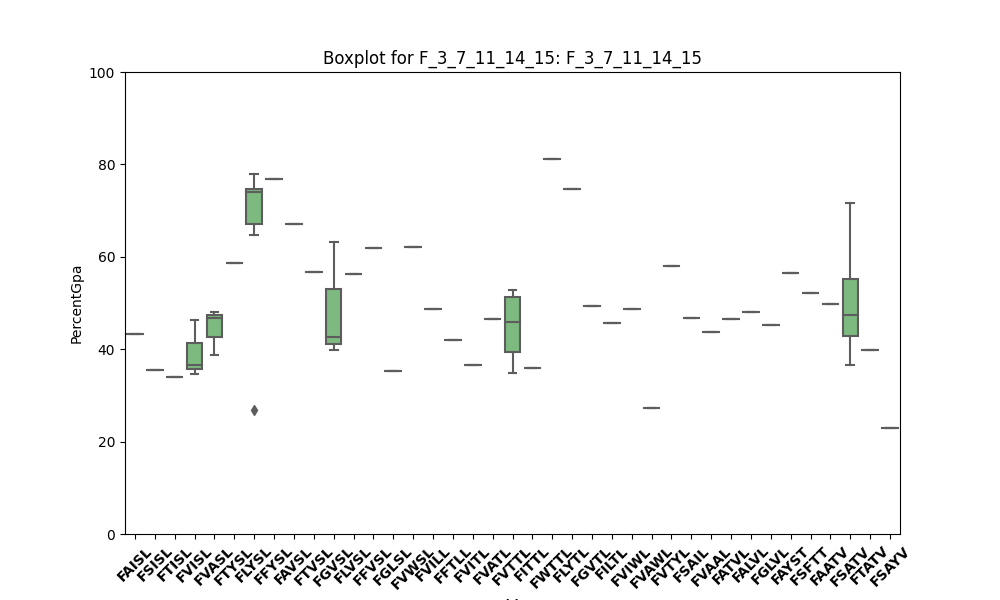 Boxplot for F_3_7_11_14_15: F_3_7_11_14_15
PercentGpa
100
80
60
40
20
0
FAISL
FSISL
FTISL
FVISL
FVASL
FTYSL
FLYSL
FFYSL
FAVSL
FTVSL
FGVSL
FLVSL
FFVSL
FGLSL
FVWSL
FVILL
FFTLL
FVITL
FVATL
FVTTL
FITTL
FWTTL
FLYTL
FGVTL
FILTL
FVIWL
FVAWL
FVTYL
FSAIL
FVAAL
FATVL
FALVL
FGLVL
FAYST
FSFTT
FAATV
FSATV
FTATV
FSAYV